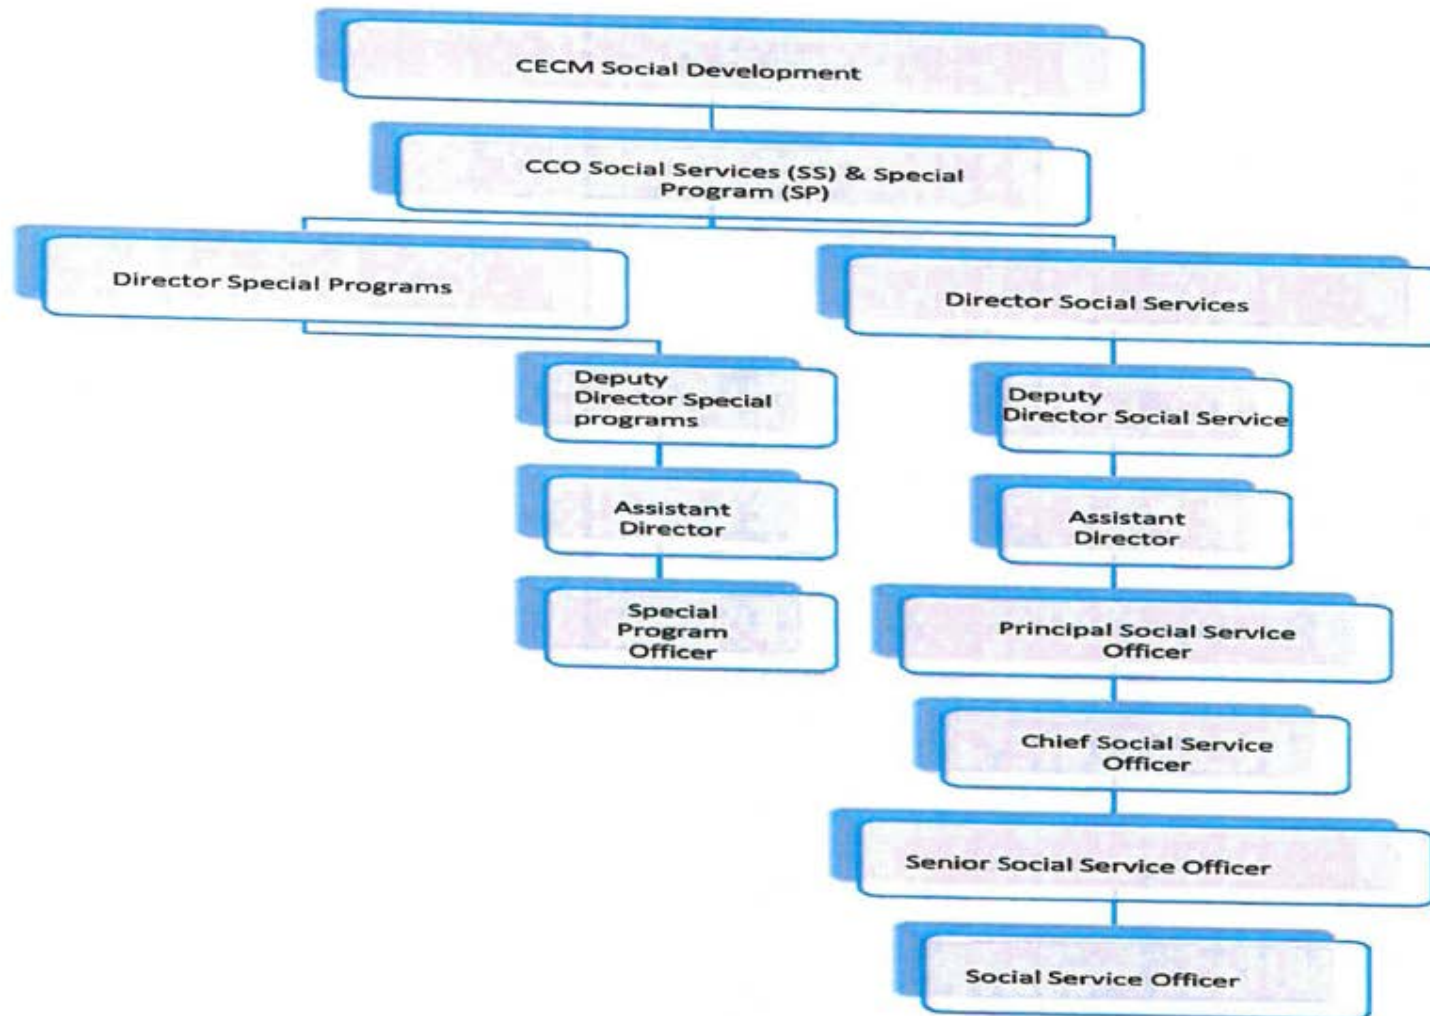 CECM Social Development
CCO Social Services (SS) & Special
Program (SP)
Director Special Programs
Director Social Services
Deputy
Director Special
programs
Deputy
Director Social Service
Assistant
Director
Assistant
Director
Special
Program
Officer
Principal Social Service
Officer
Chief Social Service
Officer
Senior Social Service Officer
Social Service Officer